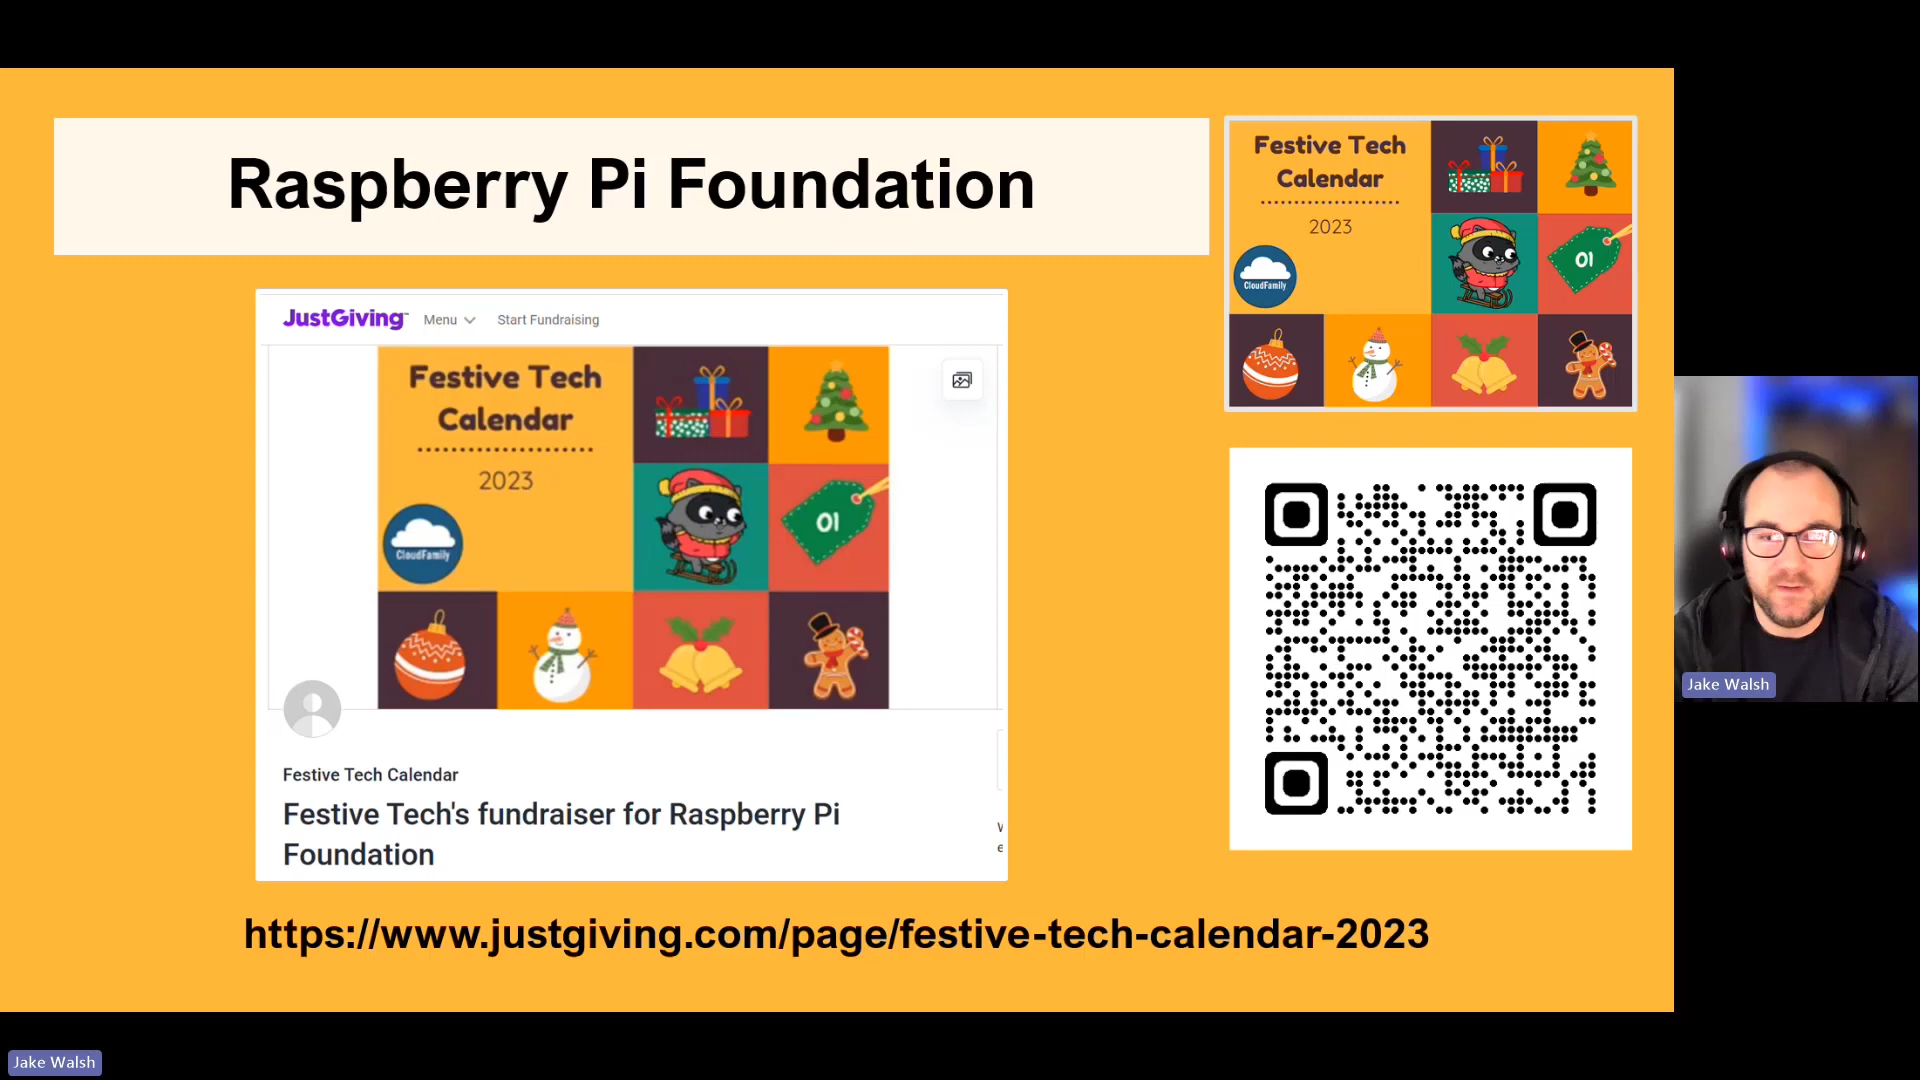 Raspberry Pi Foundation
Festive Tech
Calendar
2023
CloudFamily
01
JustGiving™
Menu
Start Fundraising
Festive Tech
Calendar
2023
CloudFamily
01
Festive Tech Calendar
Festive Tech's fundraiser for Raspberry Pi
Foundation
https://www.justgiving.com/page/festive-tech-calendar-2023
Jake Walsh
Jake Walsh